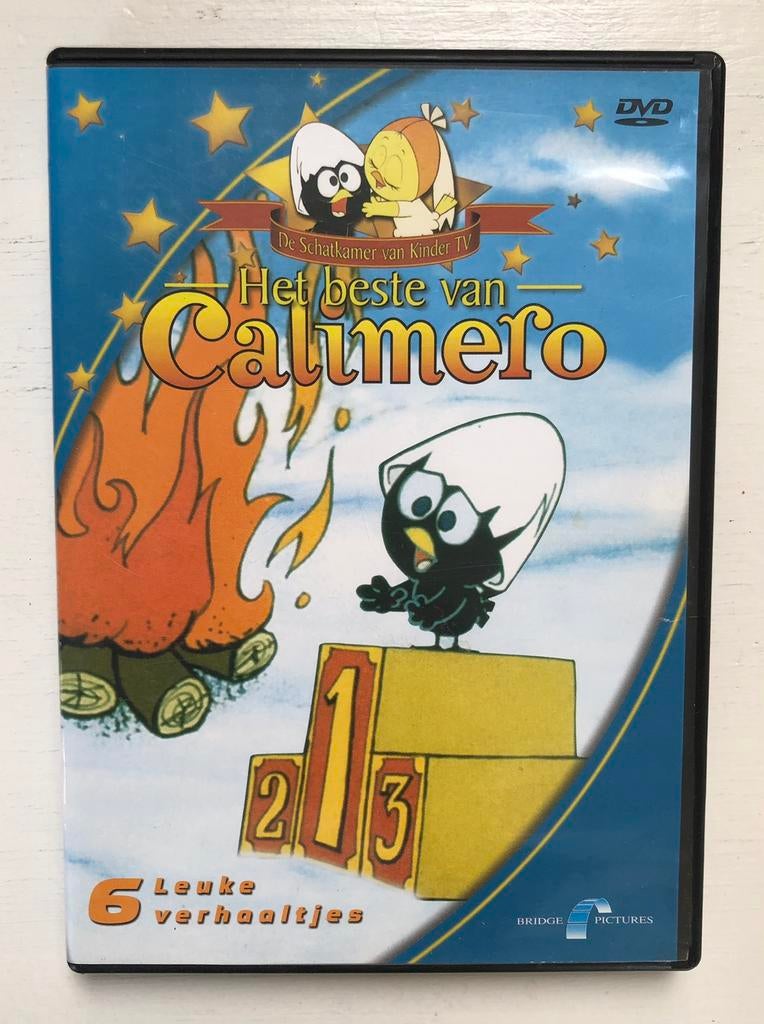 DVD
De Schatkamer van Kinder TV
Het beste van
Calimero
1
2
3
6 Leuke
verhaaltjes
BRIDGE PICTURES